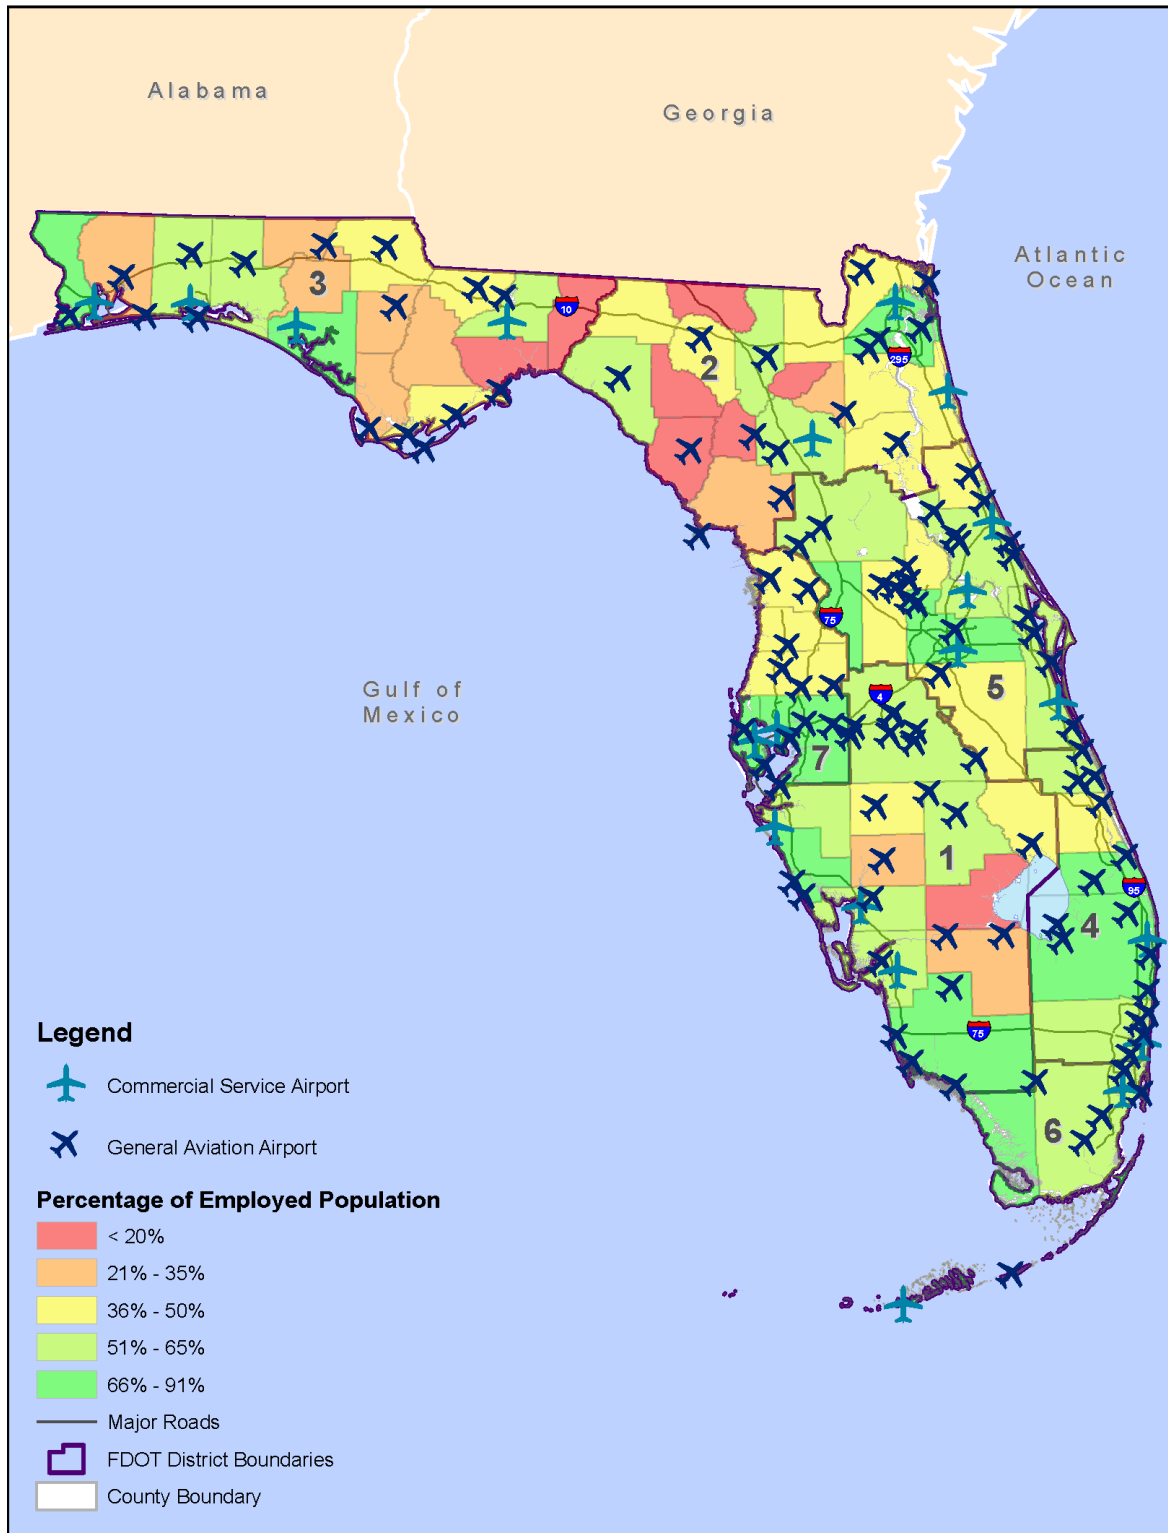 Alabama
Georgia
Atlantic
Ocean
3
10
2
295
75
Gulf of
Mexico
4
5
7
1
95
4
75
6
Legend
Commercial Service Airport
General Aviation Airport
Percentage of Employed Population
< 20%
21% - 35%
36% - 50%
51% - 65%
66% - 91%
Major Roads
FDOT District Boundaries
County Boundary